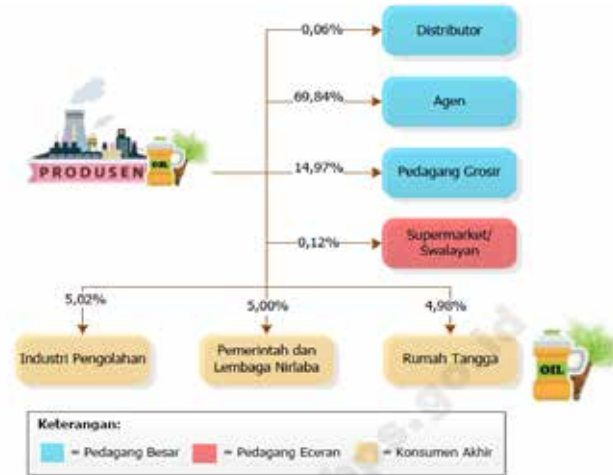 0,06%
Distributor
69,84%
Agen
PRODUSEN
OIL
14,97%
Pedagang Grosir
0,12%
Supermarket/
Swalayan
5,02%
5,00%
4,98%
Industri Pengolahan
Pemerintah dan
Lembaga Nirlaba
Rumah Tangga
OIL
Keterangan:
= Pedagang Besar
= Pedagang Eceran
= Konsumen Akhir